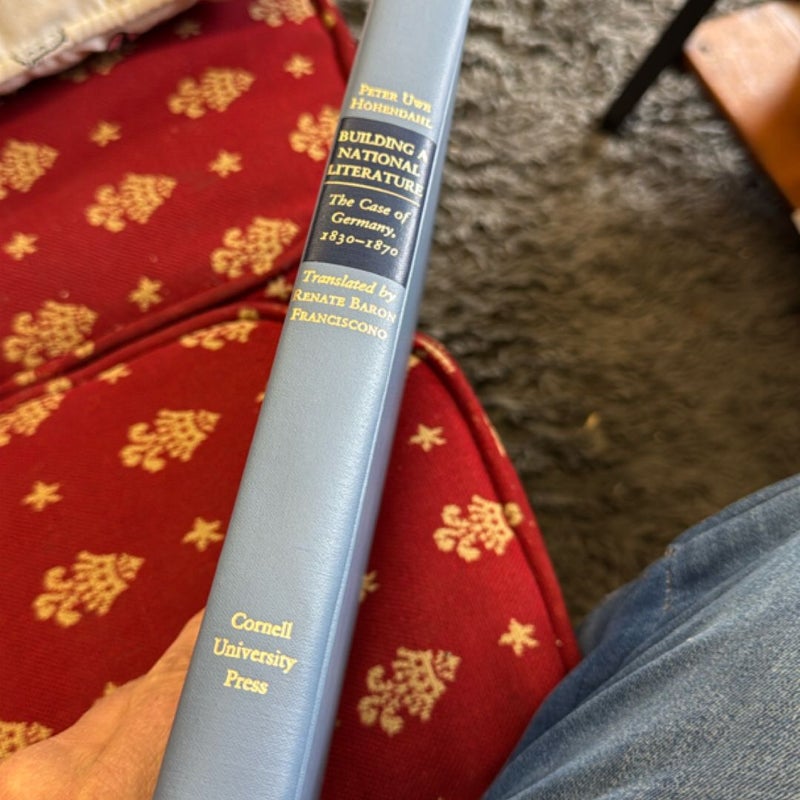 PETER UWE
HOHENDAHL
BUILDING A
NATIONAL
LITERATURE
The Case of
Germany,
1830–1870
Translated by
RENATE BARON
FRANCISCONO
Cornell
University
Press